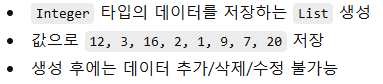 Integer 타입의 데이터를 저장하는 List 생성
값으로 12, 3, 16, 2, 1, 9, 7, 20 저장
생성 후에는 데이터 추가/삭제/수정 불가능